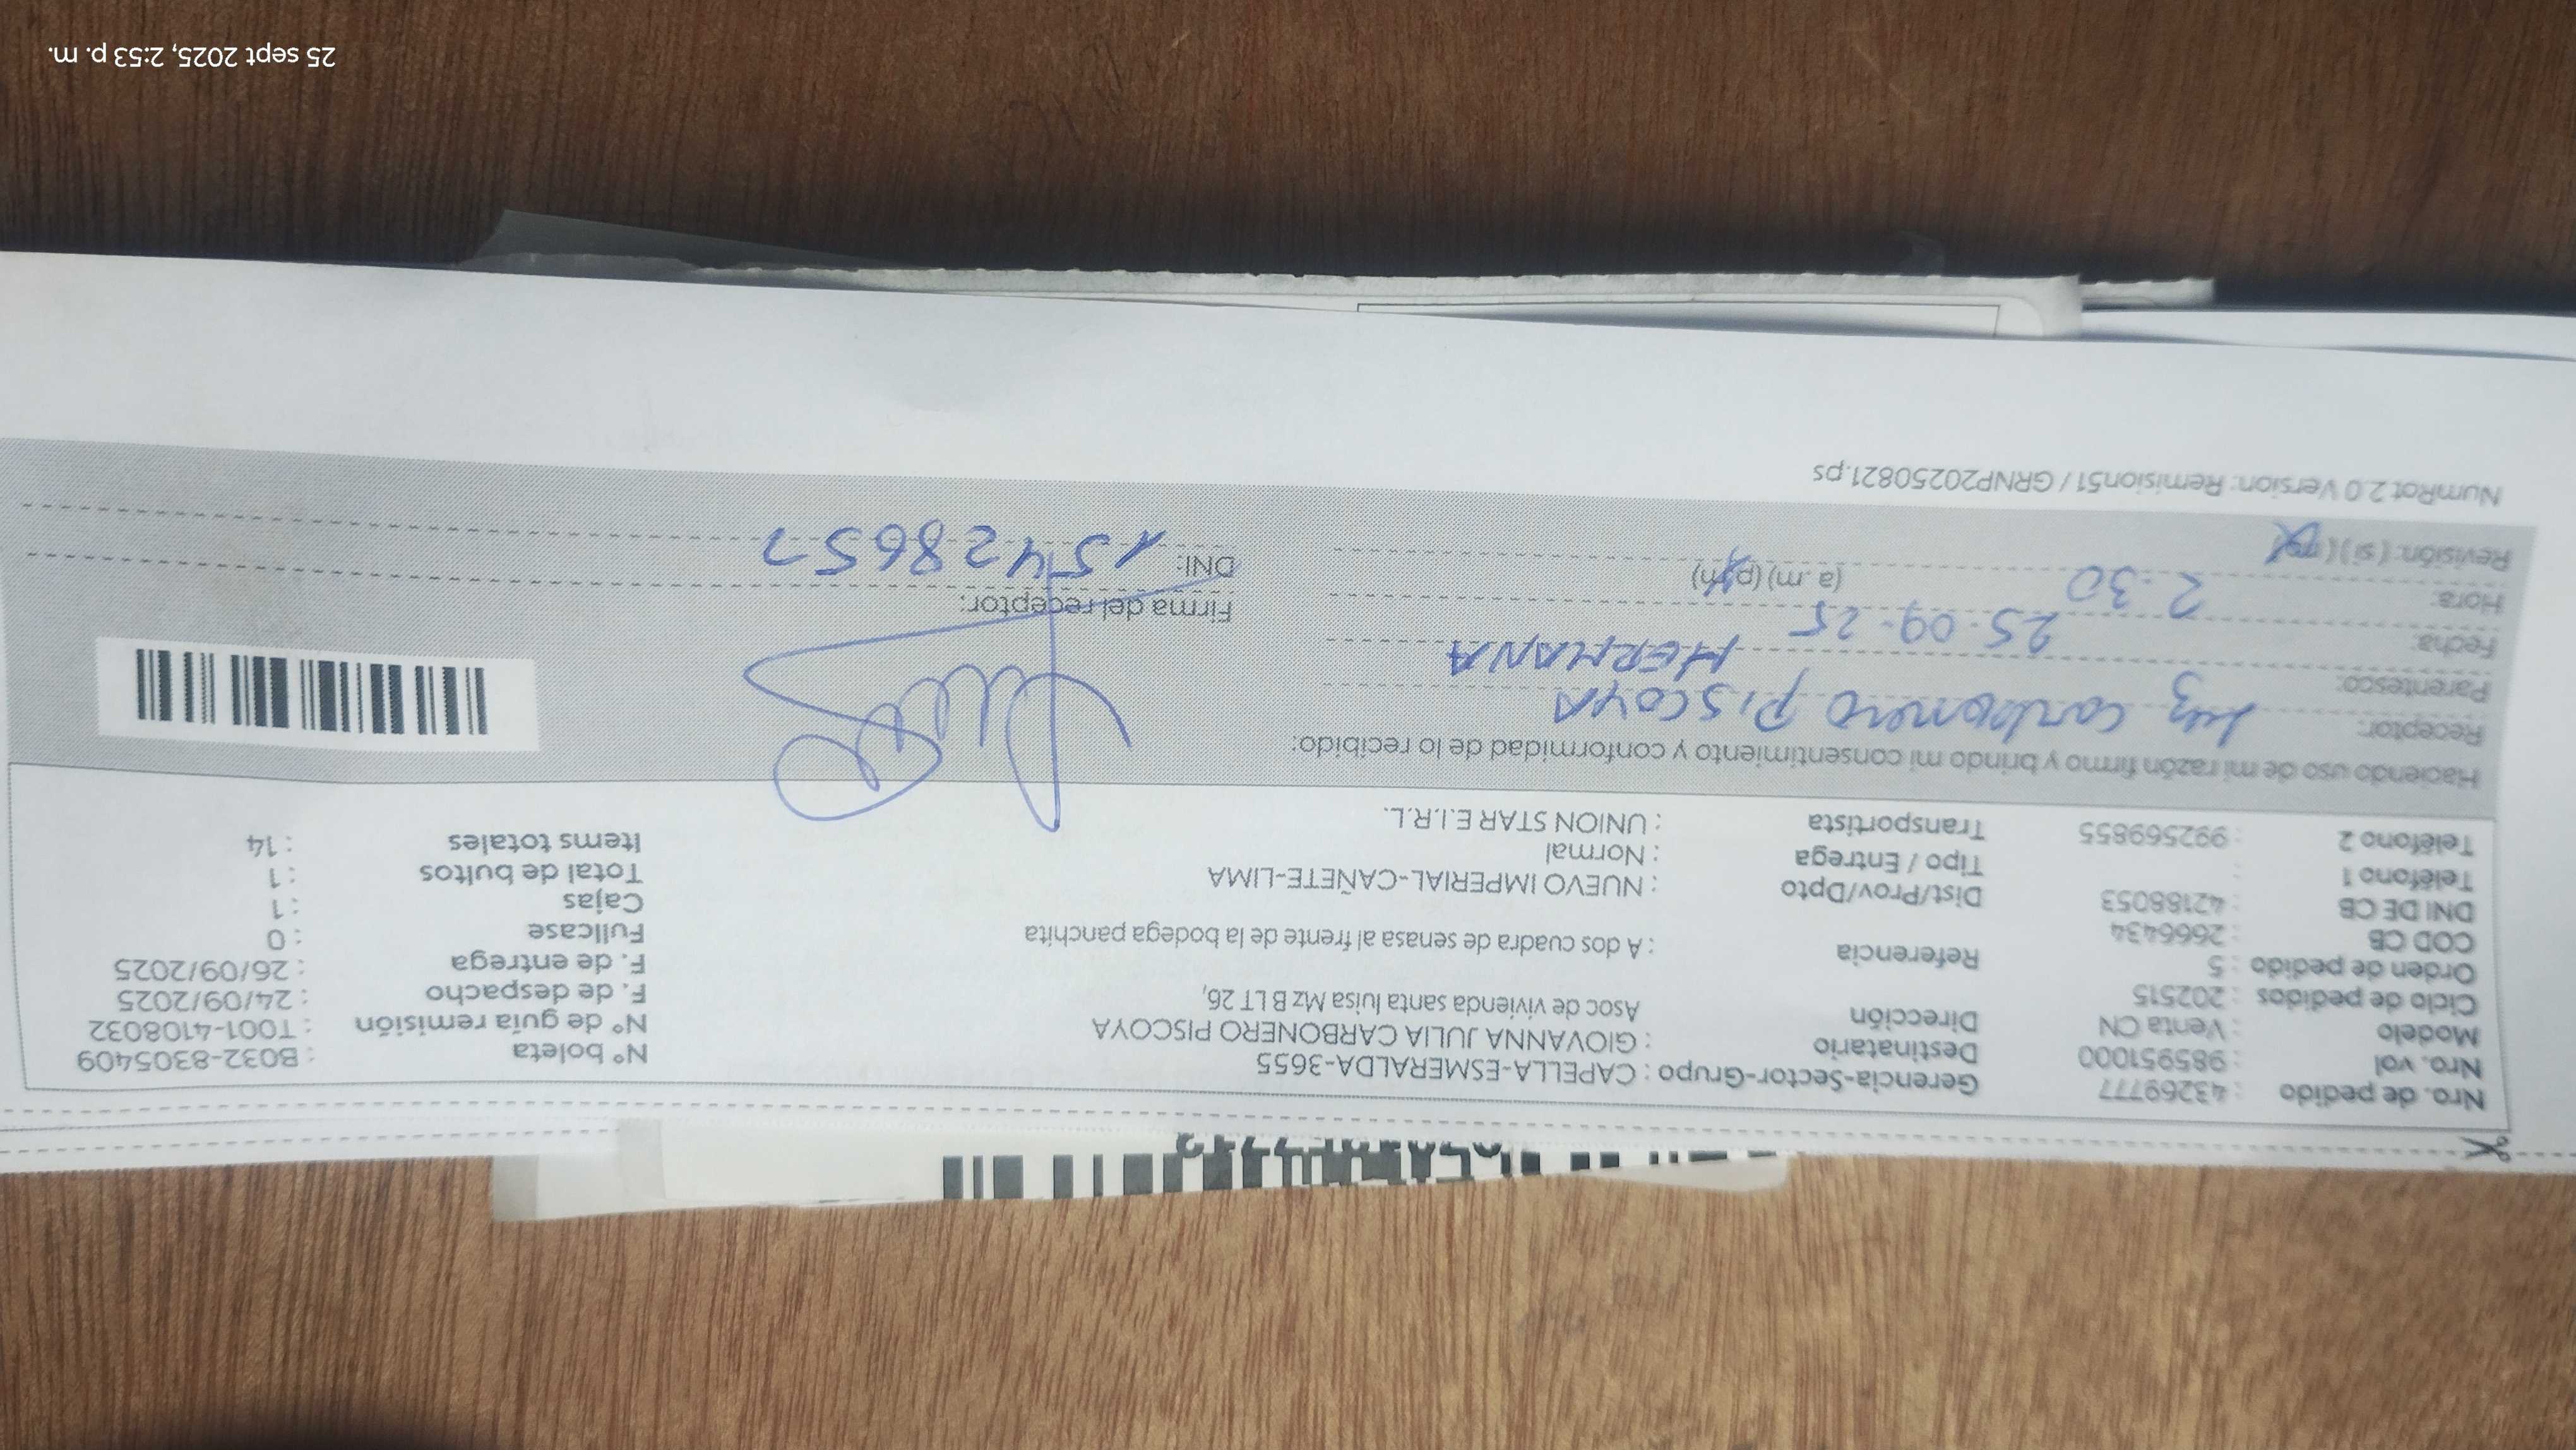 Nro. de pedido : 43269777
Nro. vol : 985951000
Modelo : Venta CN
Ciclo de pedidos : 202515
Orden de pedido : 5
COD CB : 2666434
DNI DE CB : 42188053
Teléfono 1 :
Teléfono 2 : 992569855
Gerencia-Sector-Grupo : CAPELLA-ESMERALDA-3655
Destinatario : GIOVANNA JULIA CARBONERO PISCOYA
Dirección Asoc de vivienda santa luisa Mz B LT 26,
Referencia : A dos cuadra de senasa al frente de la bodega panchita
Dist/Prov/Dpto : NUEVO IMPERIAL-CAÑETE-LIMA
Tipo / Entrega : Normal
Transportista : UNION STAR E.I.R.L.
N° boleta : B032-8305409
N° de guía remisión : T001-4108032
F. de despacho : 24/09/2025
F. de entrega : 26/09/2025
Fullcase : 0
Cajas : 1
Total de bultos : 1
Items totales : 14
Haciendo uso de mi razón firmo y brindo mi consentimiento y conformidad de lo recibido:
Receptor: Luz Carbonero PISCOYA
Parentesco: HERMANA
Fecha: 25-09-25
Hora: 2:30 (a.m) (p.m)
Revisión: (si) (no)
Firma del receptor:
DNI: 15428657
NumRot 2.0 Version: Remision51 / GRNP20250821.ps
25 sept 2025, 2:53 p. m.